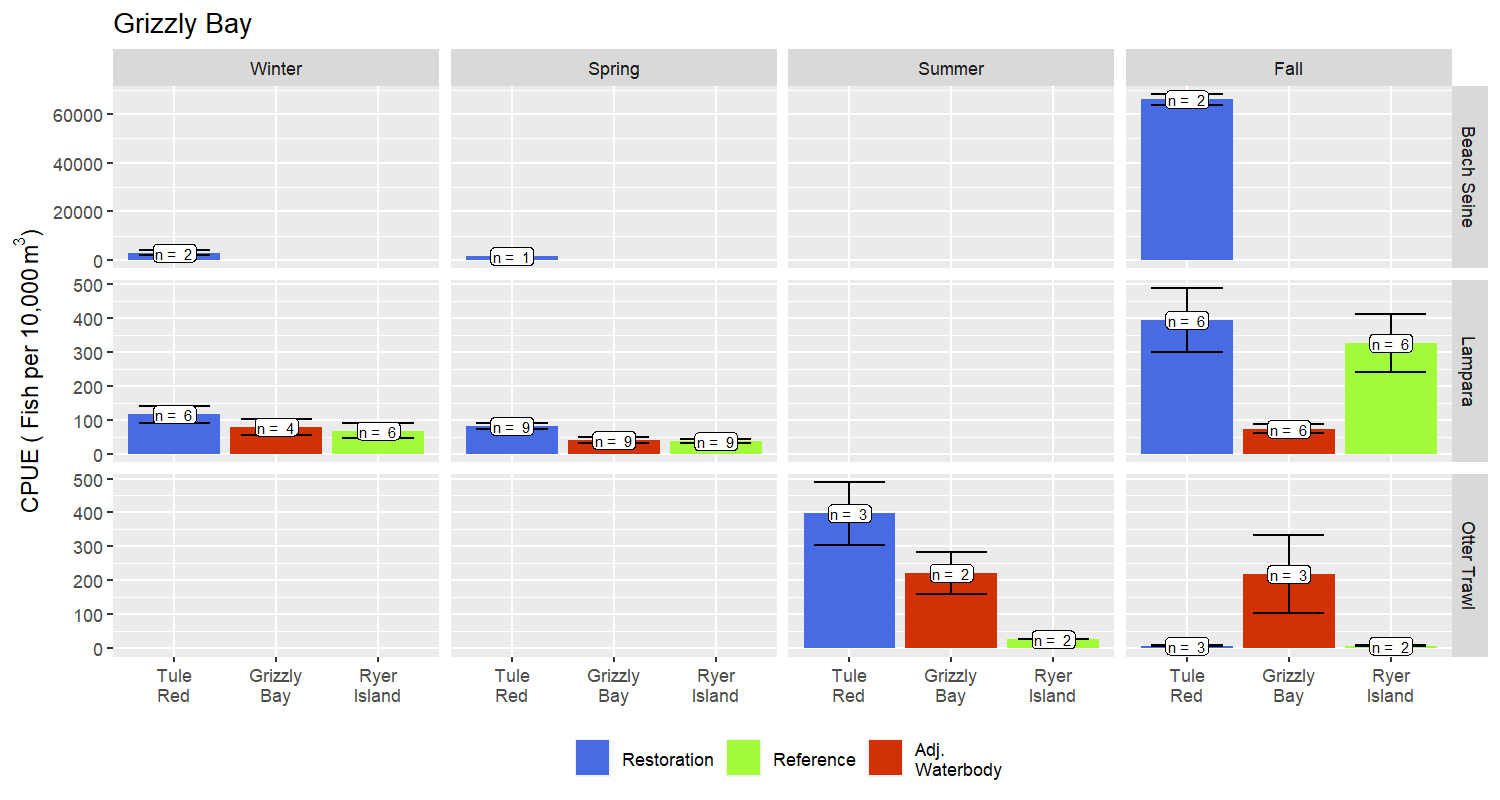 Grizzly Bay
Winter Spring Summer Fall
CPUE ( Fish per 10,000 m³)
60000
40000
20000
0
n = 2
n = 1
n = 2
Beach Seine
500
400
300
200
100
0
n = 6
n = 4
n = 6
n = 9
n = 9
n = 9
n = 6
n = 6
n = 6
Lampara
500
400
300
200
100
0
n = 3
n = 2
n = 2
n = 3
n = 3
n = 2
Otter Trawl
Tule Grizzly Ryer Tule Grizzly Ryer Tule Grizzly Ryer Tule Grizzly Ryer
Red Bay Island Red Bay Island Red Bay Island Red Bay Island
Restoration Reference Adj.
Waterbody